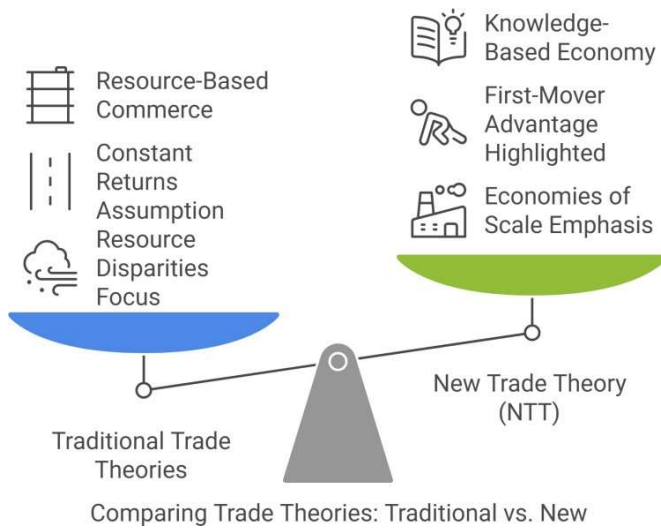 Resource-Based
Commerce
Constant
Returns
Assumption
Resource
Disparities
Focus
Traditional Trade
Theories
Knowledge-
Based Economy
First-Mover
Advantage
Highlighted
Economies of
Scale Emphasis
New Trade Theory
(NTT)
Comparing Trade Theories: Traditional vs. New